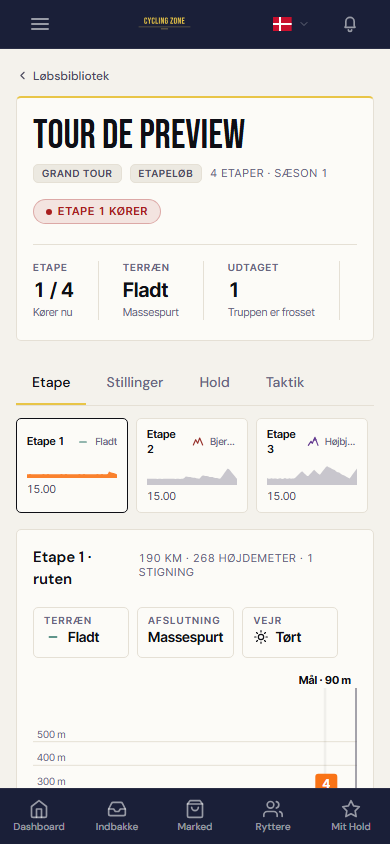 CYCLING ZONE
Løbsbibliotek
TOUR DE PREVIEW
GRAND TOUR ETAPELØB 4 ETAPER · SÆSON 1
ETAPE 1 KØRER
ETAPE TERRÆN UDTAGET
1 / 4 Fladt 1
Kører nu Massespurt Truppen er frosset
Etape Stillinger Hold Taktik
Etape 1 Fladt
Etape 2 Bjer...
Etape 3 Højbj...
15.00 15.00 15.00
Etape 1 · 190 KM · 268 HØJDEMETER · 1
ruten STIGNING
TERRÆN AFSLUTNING VEJR
Fladt Massespurt Tørt
Mål · 90 m
500 m
400 m
300 m 4
Dashboard Indbakke Marked Ryttere Mit Hold